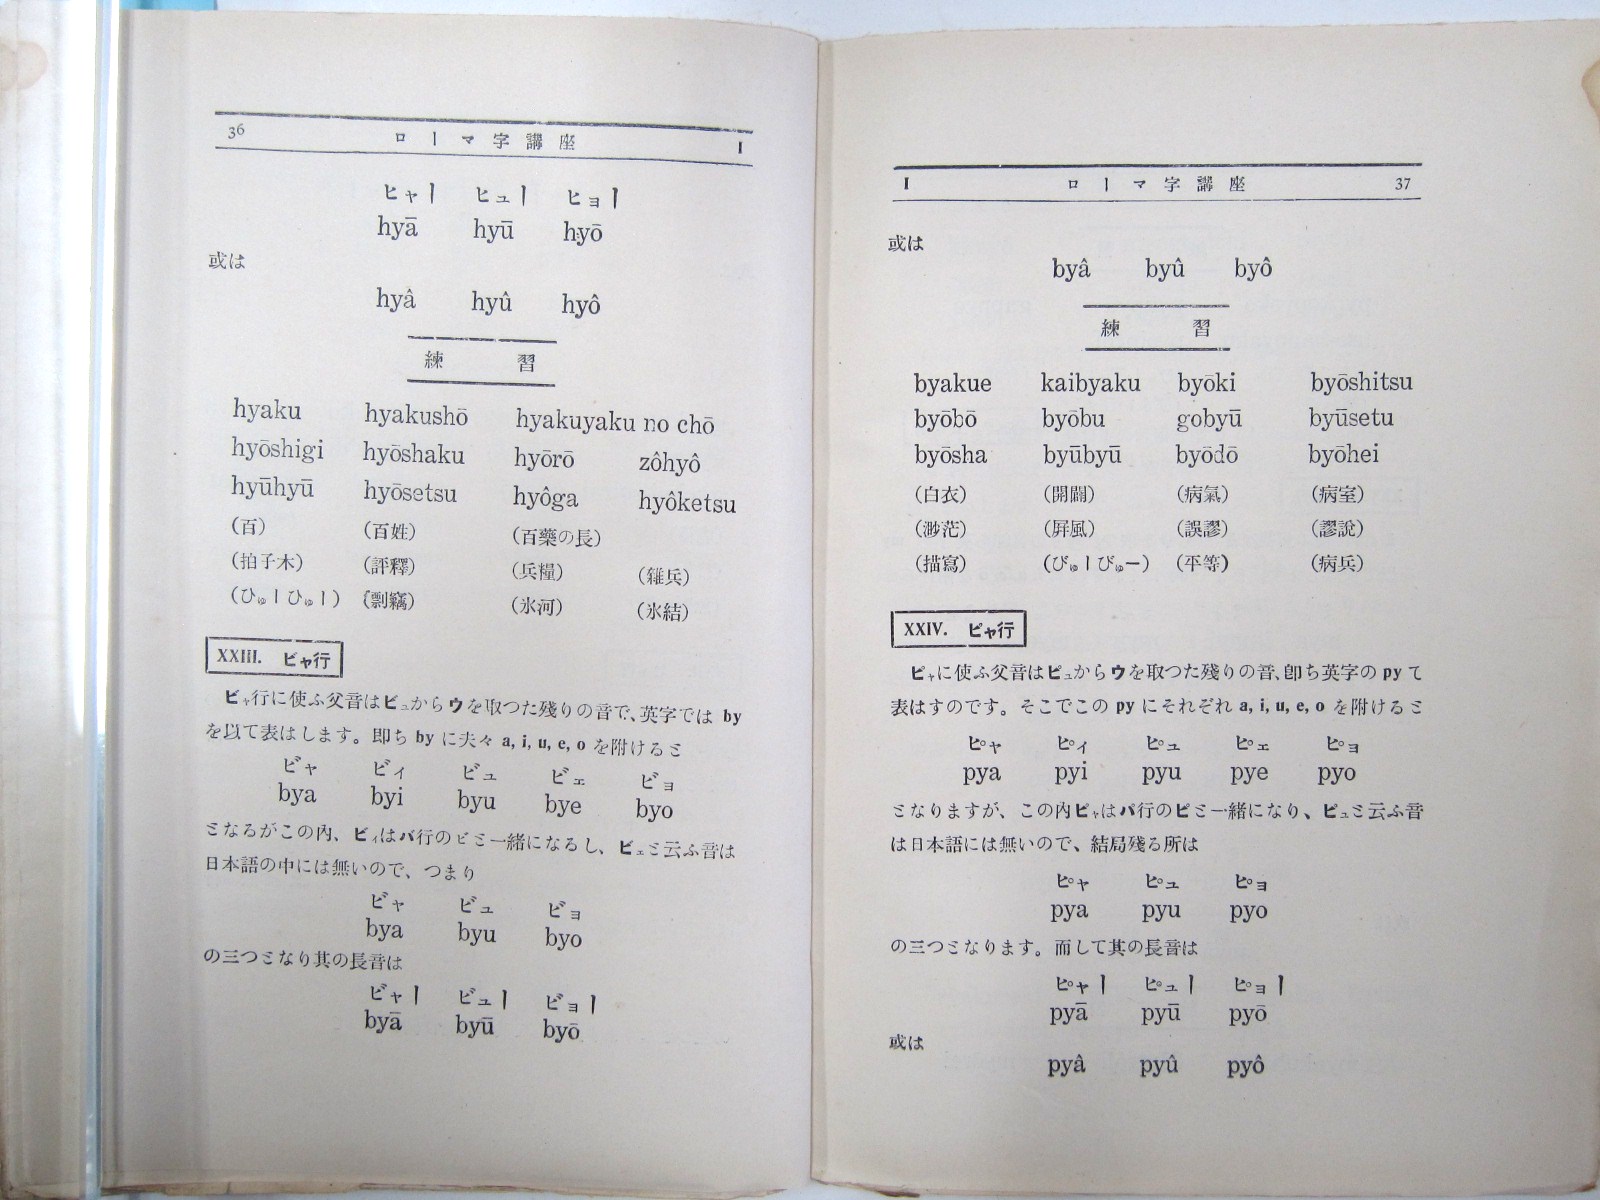 36 ローマ字講座 I
ヒャー ヒュー ヒョー
hyā hyū hyō
或は
hyâ hyû hyô
練習
hyaku hyakushō hyakuyaku no chō
hyōshigi hyōshaku hyōrō zôhyô
hyūhyū hyōsetsu hyôga hyôketsu
(百) (百姓) (百藥の長)
(拍子木) (評釋) (兵糧) (雜兵)
(ひゅーひゅー) (剽竊) (氷河) (氷結)
XXIII. ビャ行
ビャ行に使ふ父音はビュからウを取つた殘りの音で、英字では by
を以て表はします。即ち by に夫々 a, i, u, e, o を附けるミ
ビャ ビィ ビュ ビェ ビョ
bya byi byu bye byo
ミなるがこの內、ビィはバ行のビミ一緒になるし、ビェミ云ふ音は
日本語の中には無いので、つまり
ビャ ビュ ビョ
bya byu byo
の三つミなり其の長音は
ビャー ビュー ビョー
byā byū byō
I ローマ字講座 37
或は
byâ byû byô
練習
byakue kaibyaku byōki byōshitsu
byōbō byōbu gobyū byūsetu
byōsha byūbyū byōdō byōhei
(白衣) (開闢) (病氣) (病室)
(渺茫) (屛風) (誤謬) (謬說)
(描寫) (びゅーびゅー) (平等) (病兵)
XXIV. ピャ行
ピャに使ふ父音はピュからウを取つた殘りの音、卽ち英字の py て
表はすのです。そこでこの py にそれぞれ a, i, u, e, o を附けるミ
ピャ ピィ ピュ ピェ ピョ
pya pyi pyu pye pyo
ミなりますが、この內ピャはパ行のピミ一緒になり、ピュミ云ふ音
は日本語には無いので、結局殘る所は
ピャ ピュ ピョ
pya pyu pyo
の三つミなります。而して其の長音は
ピャー ピュー ピョー
pyā pyū pyō
或は
pyâ pyû pyô